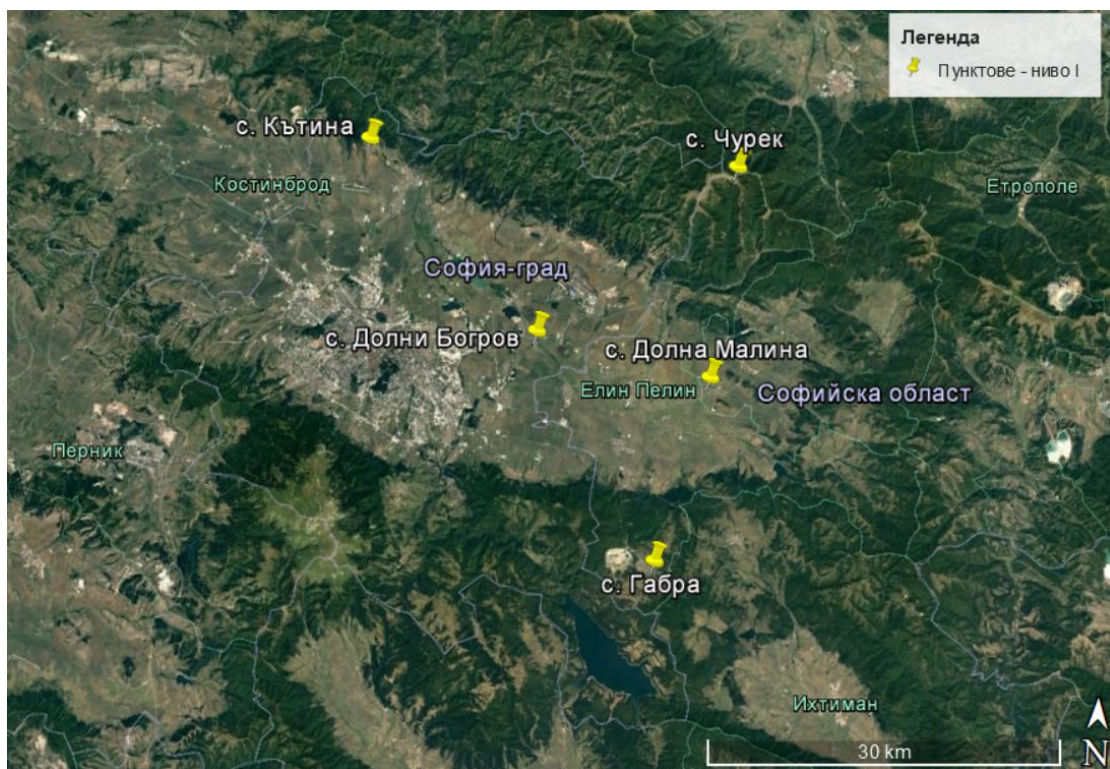 Легенда
Пунктове - ниво I
с. Кътина
с. Чурек
Костинброд
Етрополе
София-град
с. Долни Богров
с. Долна Малина
Елин Пелин
Софийска област
Перник
с. Габра
Ихтиман
30 km
N